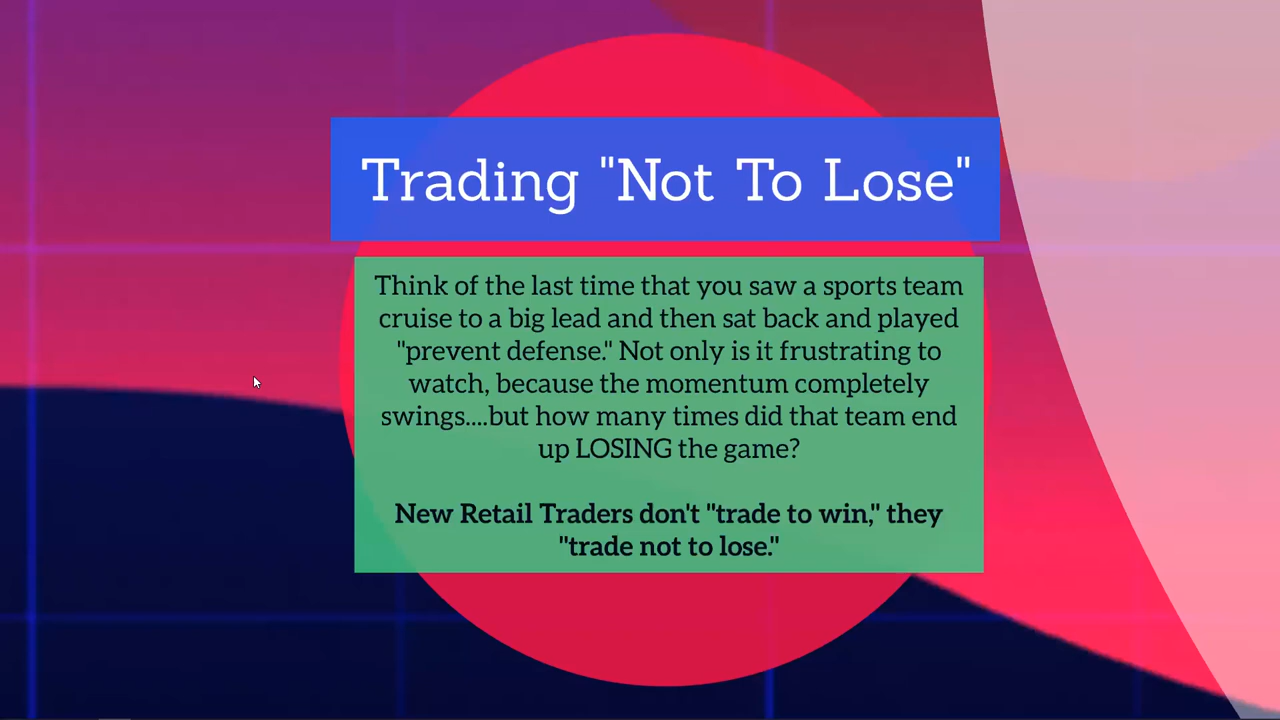 Trading "Not To Lose"
Think of the last time that you saw a sports team
cruise to a big lead and then sat back and played
"prevent defense." Not only is it frustrating to
watch, because the momentum completely
swings....but how many times did that team end
up LOSING the game?
New Retail Traders don't "trade to win," they
"trade not to lose."